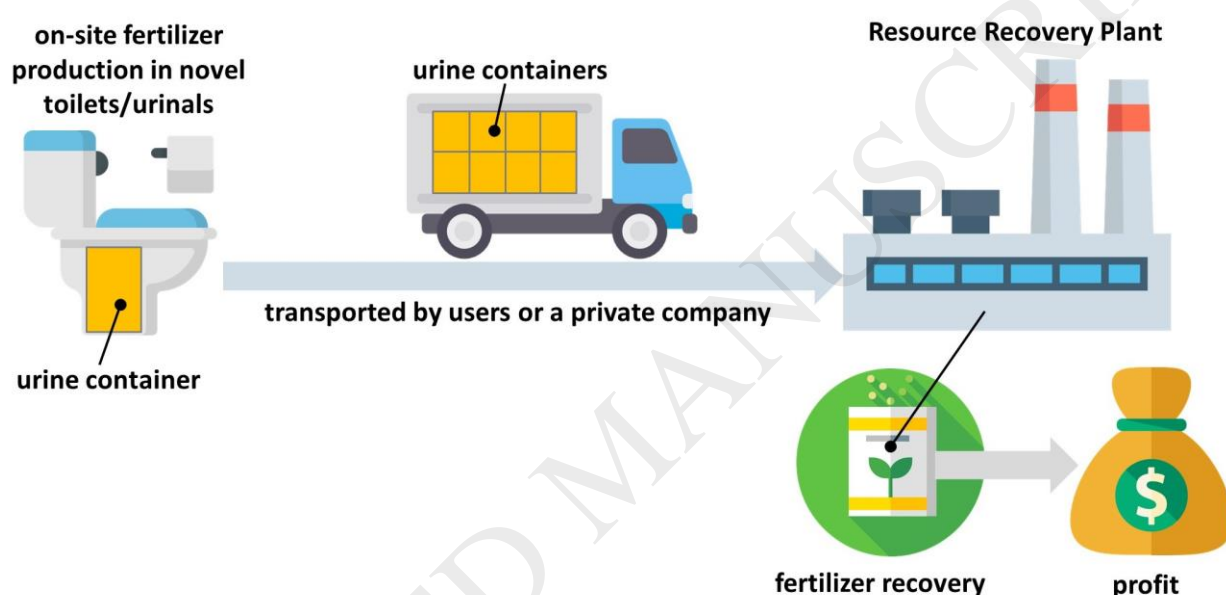 on-site fertilizer
production in novel
toilets/urinals
urine containers
Resource Recovery Plant
transported by users or a private company
urine container
$
fertilizer recovery
profit